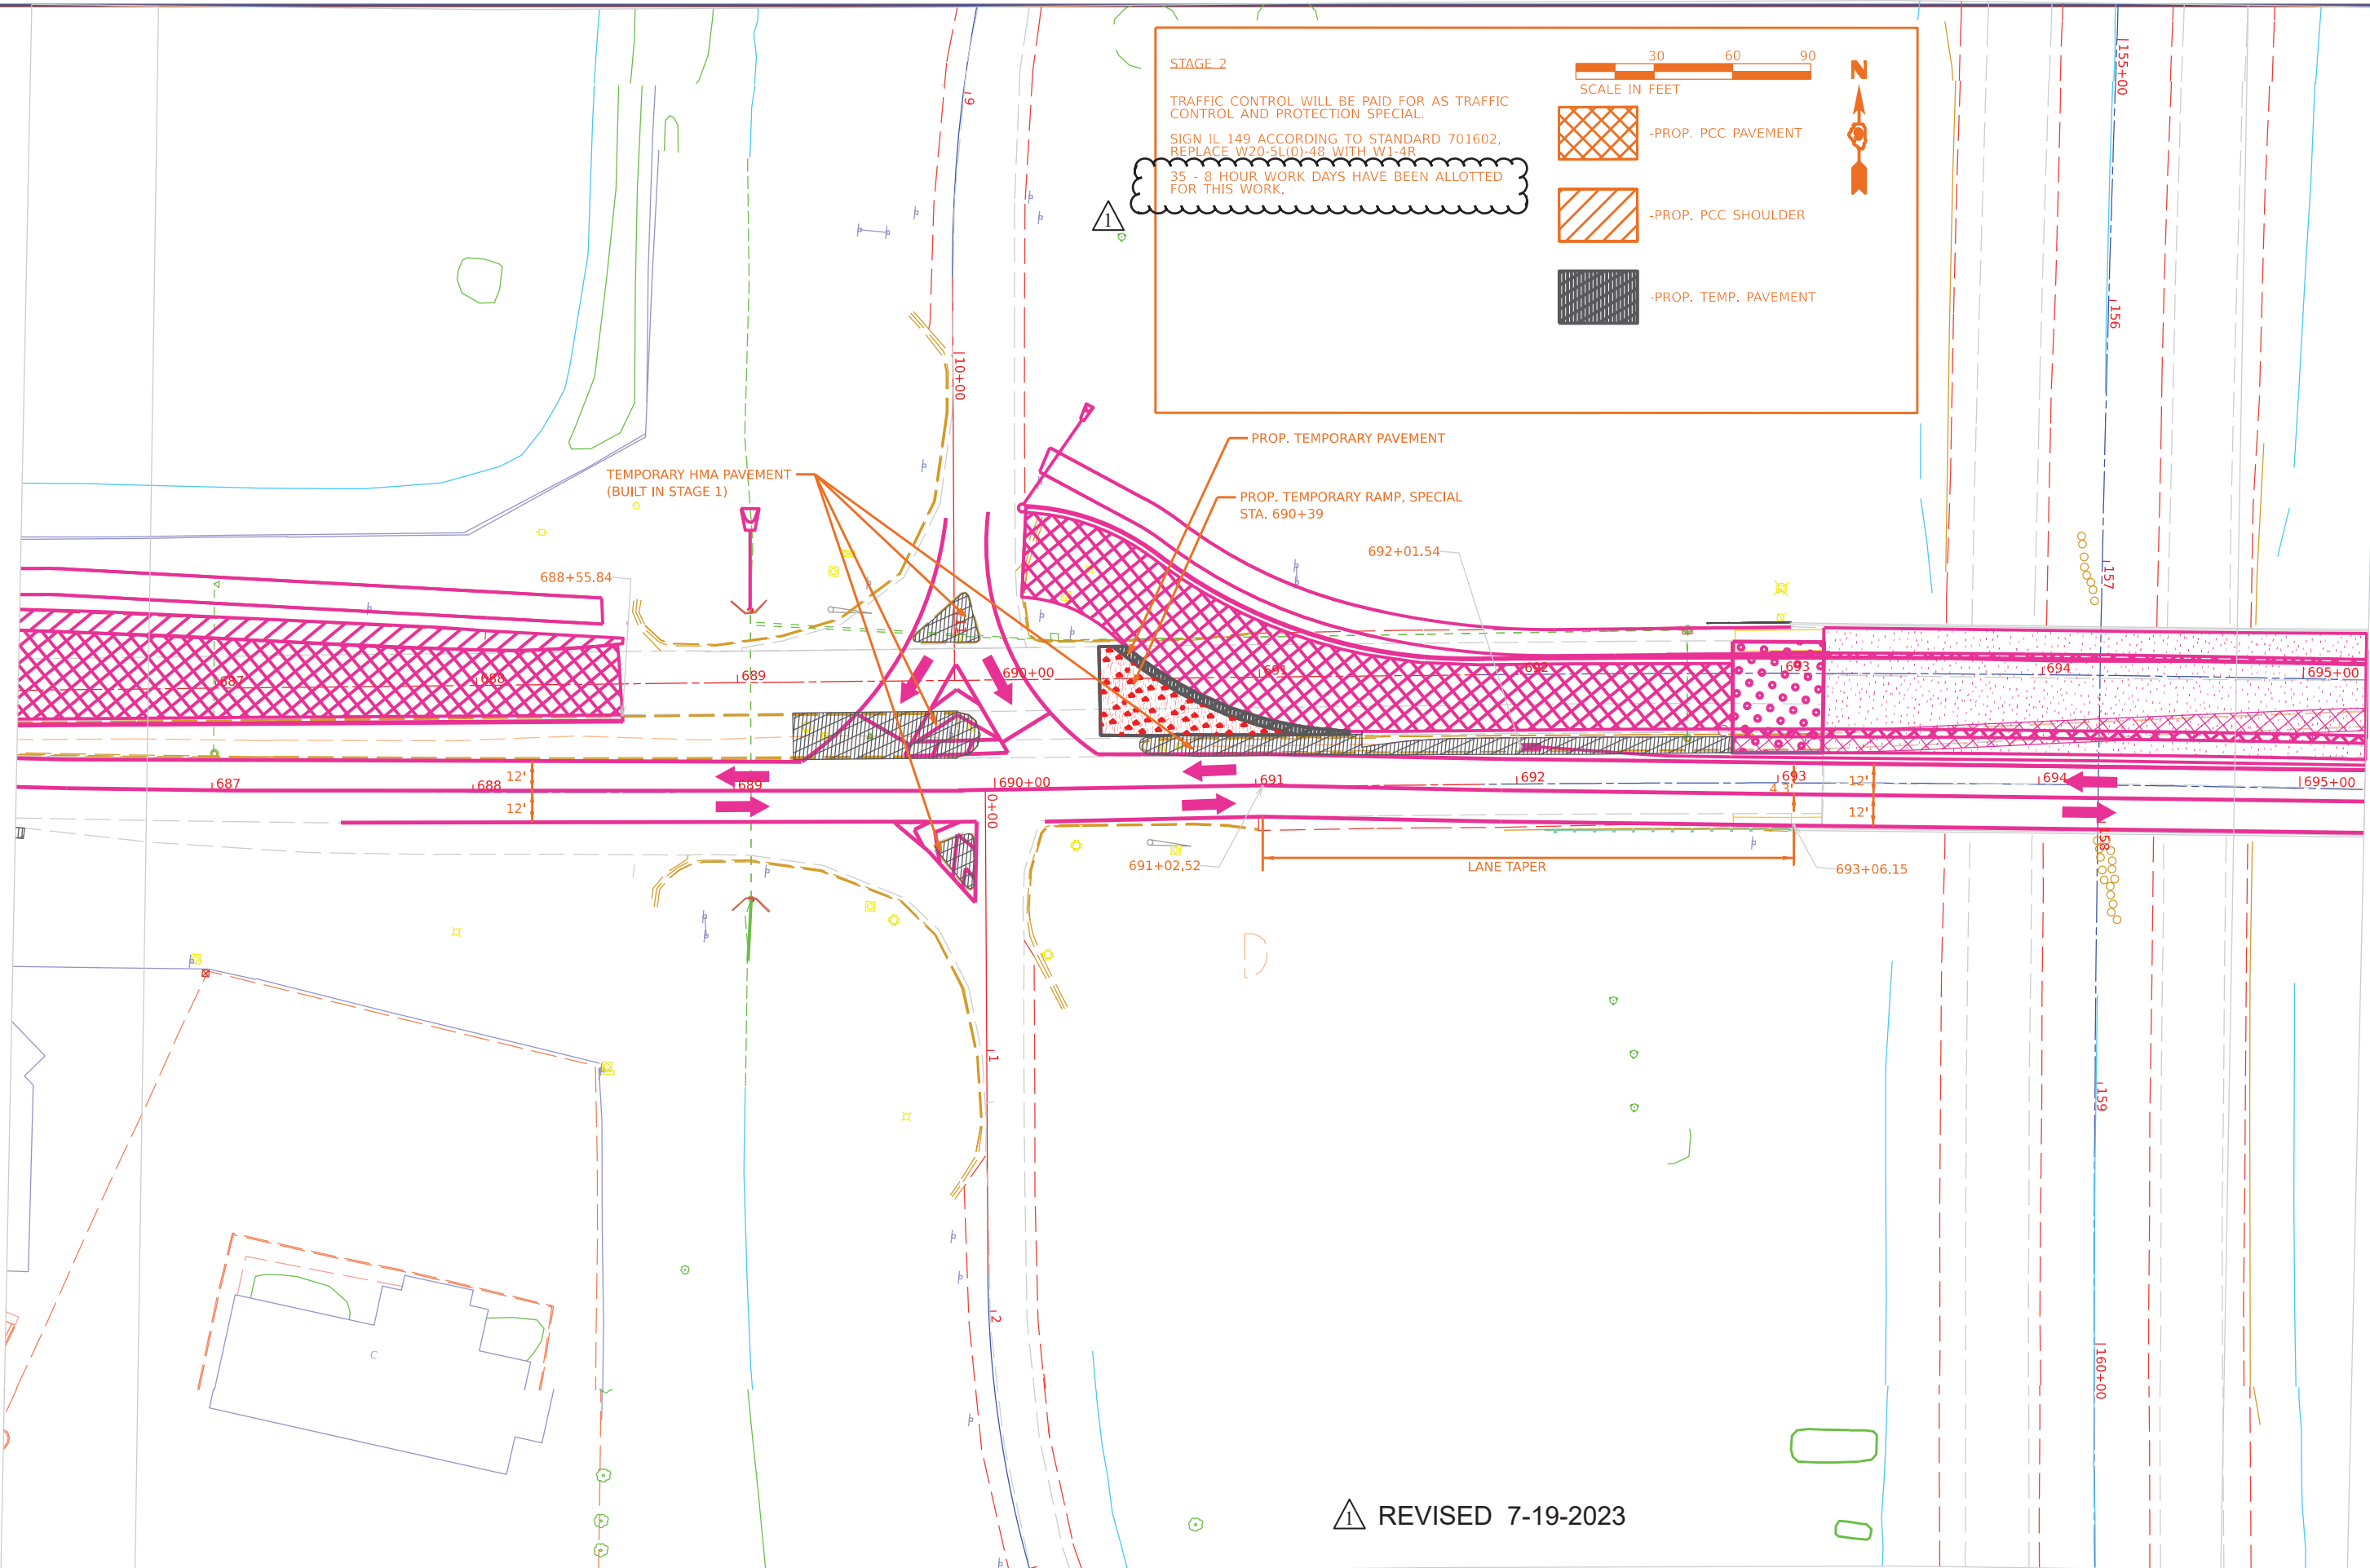 STAGE 2
TRAFFIC CONTROL WILL BE PAID FOR AS TRAFFIC
CONTROL AND PROTECTION SPECIAL.
SIGN IL 149 ACCORDING TO STANDARD 701602,
REPLACE W20-5L(0)-48 WITH W1-4R
35 - 8 HOUR WORK DAYS HAVE BEEN ALLOTTED
FOR THIS WORK.
1
30 60 90
SCALE IN FEET
N
-PROP. PCC PAVEMENT
-PROP. PCC SHOULDER
-PROP. TEMP. PAVEMENT
155+00
156
157
158
159
160+00
9
10+00
PROP. TEMPORARY PAVEMENT
TEMPORARY HMA PAVEMENT
(BUILT IN STAGE 1)
PROP. TEMPORARY RAMP, SPECIAL
STA. 690+39
692+01.54
688+55.84
687 688 689 690+00 691 692 693 694 695+00
687 688 689 690+00 691 692 693 694 695+00
12'
12'
4.3'
12'
12'
0+00
691+02.52
LANE TAPER
693+06.15
1
2
C
1 REVISED 7-19-2023